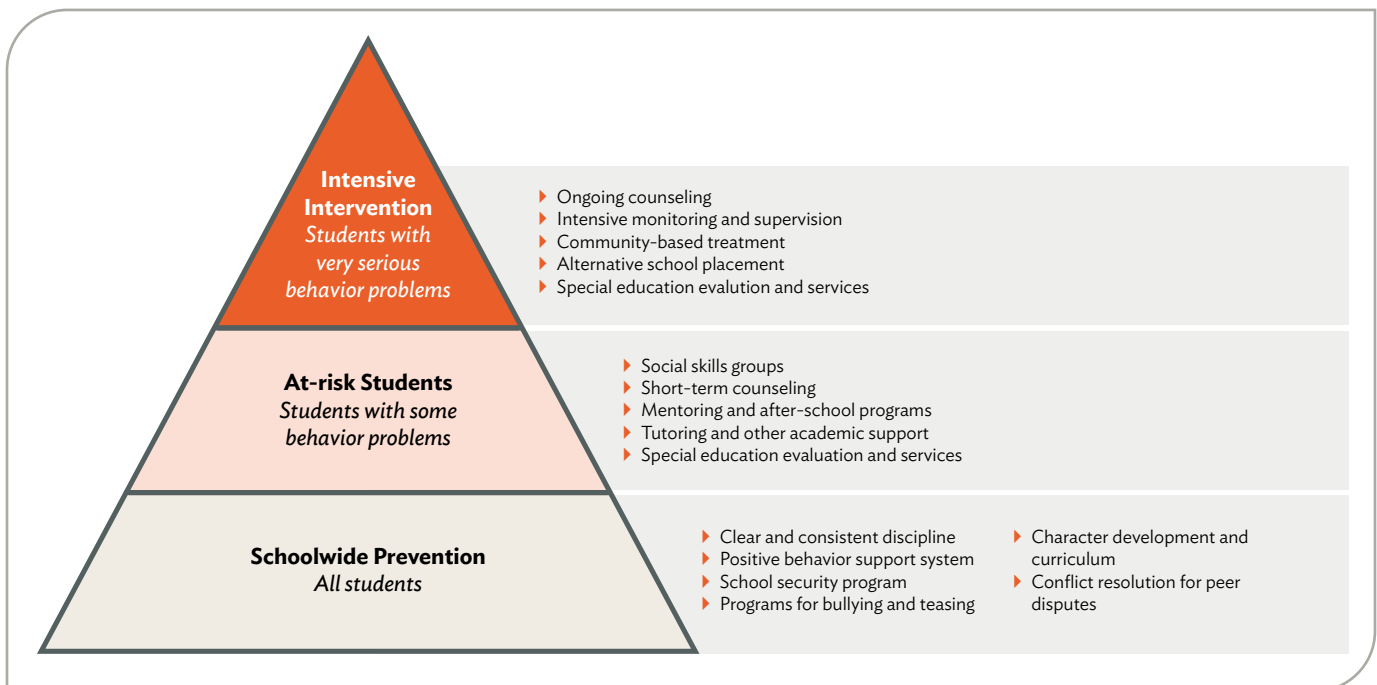 Intensive
Intervention
Students with
very serious
behavior problems
Ongoing counseling
Intensive monitoring and supervision
Community-based treatment
Alternative school placement
Special education evalution and services
At-risk Students
Students with some
behavior problems
Social skills groups
Short-term counseling
Mentoring and after-school programs
Tutoring and other academic support
Special education evaluation and services
Schoolwide Prevention
All students
Clear and consistent discipline
Positive behavior support system
School security program
Programs for bullying and teasing
Character development and
curriculum
Conflict resolution for peer
disputes